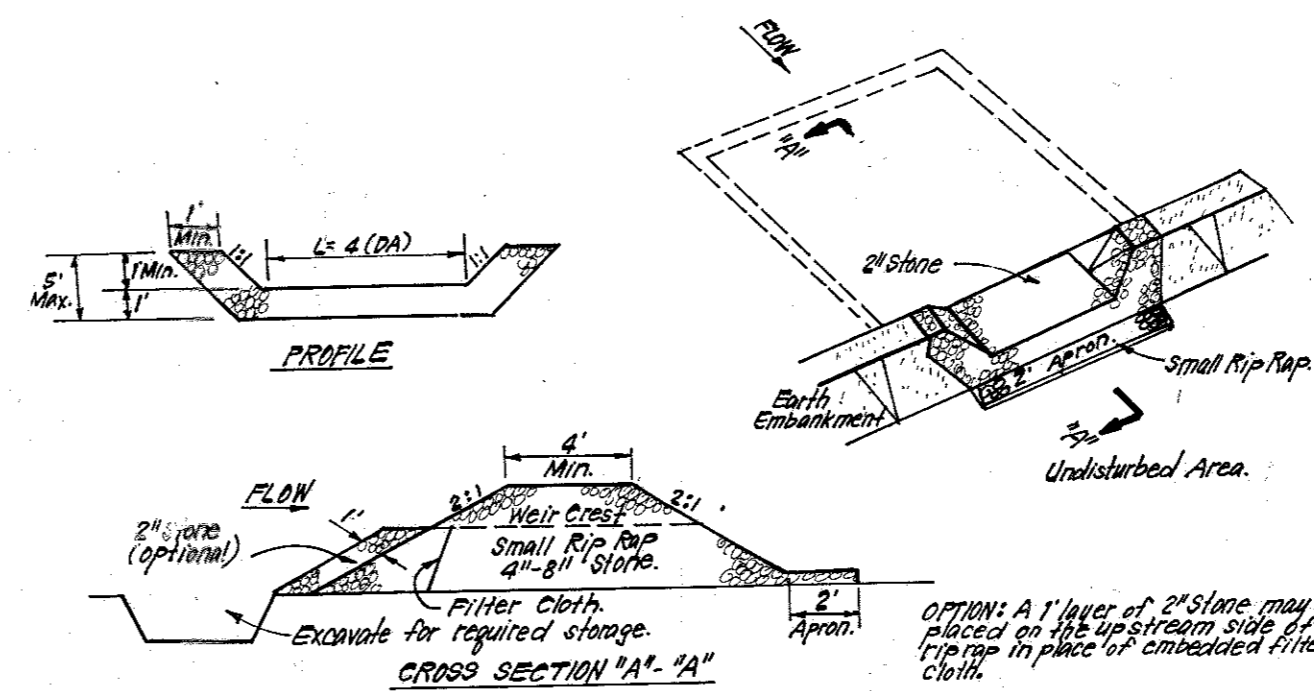 FLOW
"A"
1'
Min.
1:1
L= 4 (DA)
1:1
5'
MAX.
1' Min.
1'
PROFILE
2" Stone
2' Apron.
Small Rip Rap.
Earth
Embankment
"A"
Undisturbed Area.
4'
Min.
FLOW
2:1
2:1
1'
Weir Crest
2" Stone
(optional)
Small Rip Rap
4"-8" Stone.
Filter Cloth.
Excavate for required storage.
2'
Apron.
CROSS SECTION "A"-"A"
OPTION: A 1' layer of 2" Stone may
placed on the upstream side of
riprap in place of embedded filte
cloth.